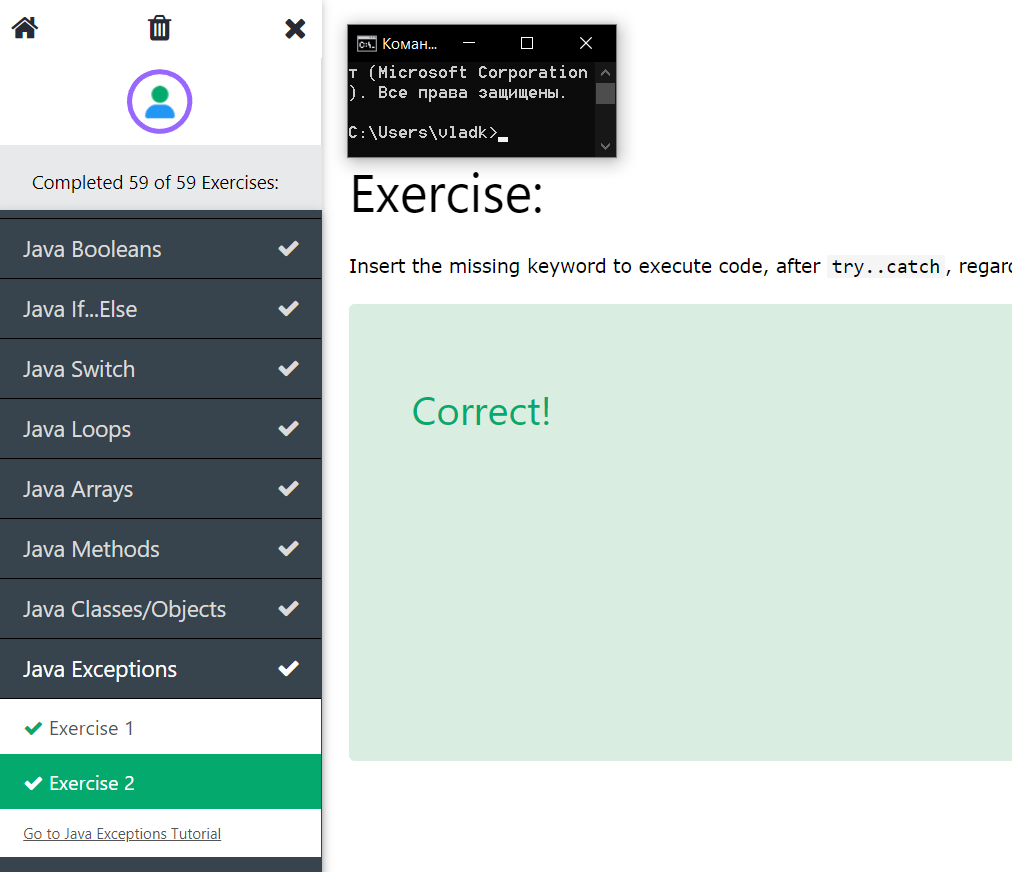 Completed 59 of 59 Exercises:
Java Booleans
Java If...Else
Java Switch
Java Loops
Java Arrays
Java Methods
Java Classes/Objects
Java Exceptions
Exercise 1
Exercise 2
Go to Java Exceptions Tutorial
C:\. Коман...
т (Microsoft Corporation
). Все права защищены.
C:\Users\vladk>
Exercise:
Insert the missing keyword to execute code, after try..catch,
Correct!